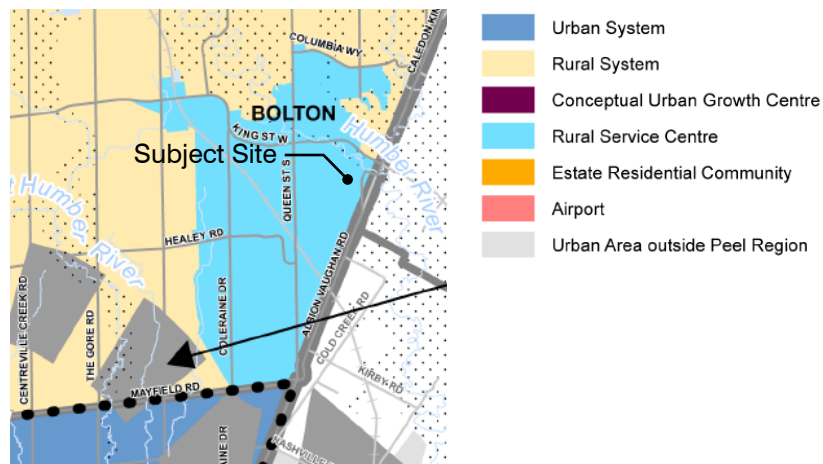 COLUMBIA WY
CALEDON KIN
BOLTON
KING ST W
Humber River
Subject Site
QUEEN ST S
t Humber River
HEALEY RD
ALBION VAUGHAN RD
COLERAINE DR
CENTREVILLE CREEK RD
THE GORE RD
COLD CREEK RD
KIRBY RD
MAYFIELD RD
INE DR
NASHVILLE
Urban System
Rural System
Conceptual Urban Growth Centre
Rural Service Centre
Estate Residential Community
Airport
Urban Area outside Peel Region